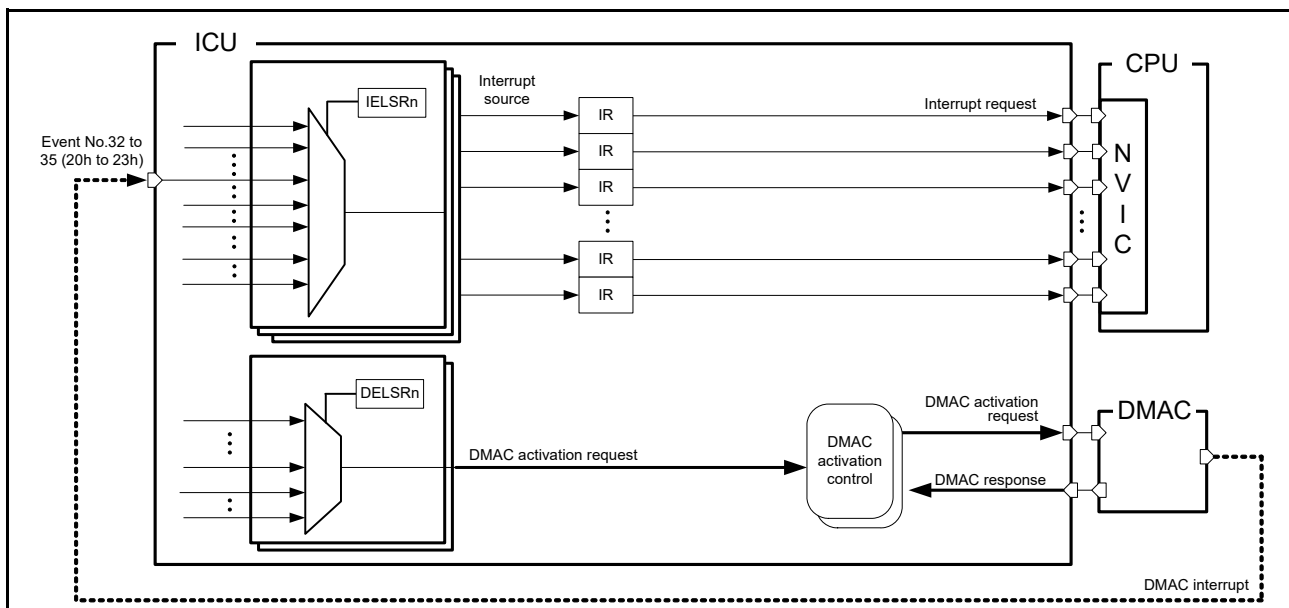 ICU
CPU
IELSRn
Interrupt
source
IR
Interrupt request
Event No.32 to
35 (20h to 23h)
IR
IR
N
V
I
C
IR
IR
DELSRn
DMAC activation
request
DMAC
DMAC activation request
DMAC
activation
control
DMAC response
DMAC interrupt